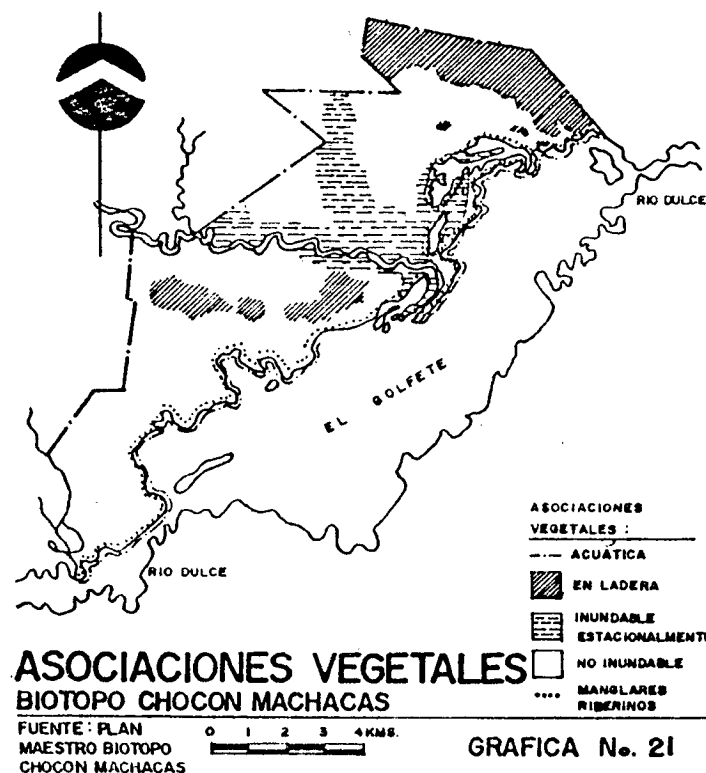 RIO DULCE
EL GOLFETE
RIO DULCE
ASOCIACIONES
VEGETALES :
ACUÁTICA
EN LADERA
INUNDABLE
ESTACIONALMENTE
NO INUNDABLE
MANGLARES
RIBERINOS
ASOCIACIONES VEGETALES
BIOTOPO CHOCON MACHACAS
FUENTE: PLAN
MAESTRO BIOTOPO
CHOCON MACHACAS
0 1 2 3 4 KMS.
GRAFICA No. 21